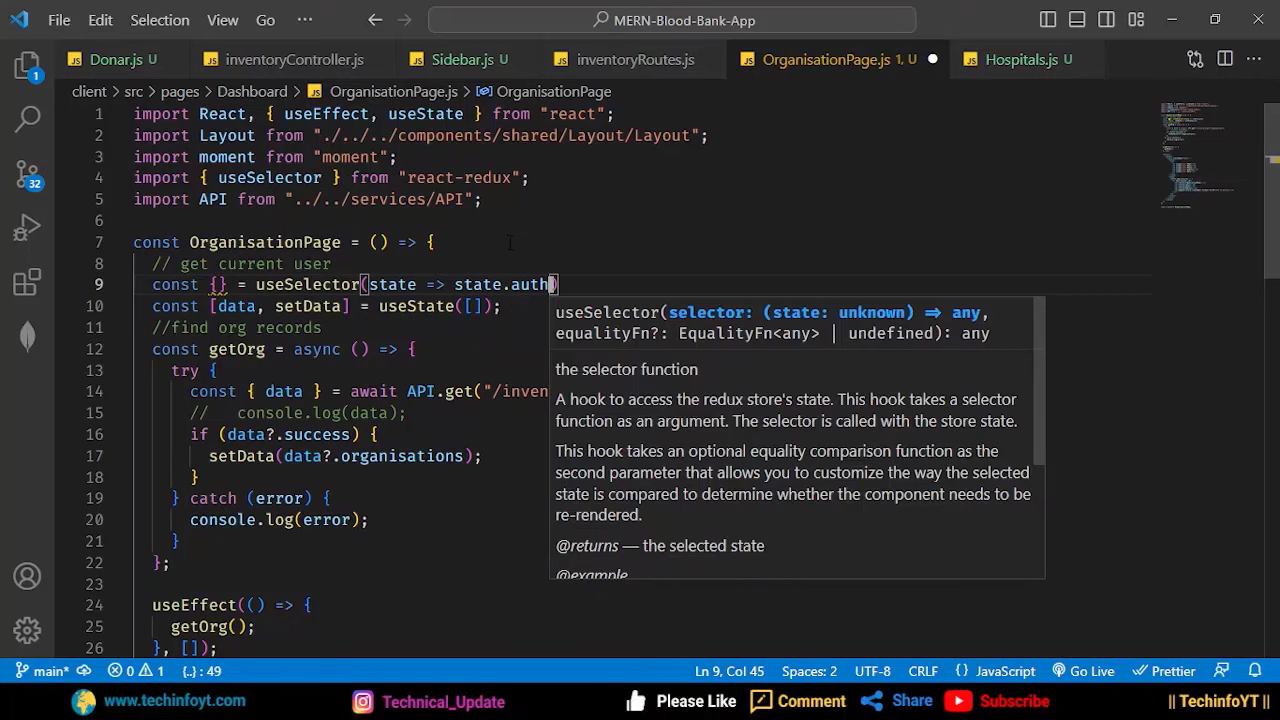 File Edit Selection View Go ··· MERN-Blood-Bank-App
JS Donar.js U JS inventoryController.js JS Sidebar.js U JS inventoryRoutes.js JS OrganisationPage.js 1, U JS Hospitals.js U
client > src > pages > Dashboard > JS OrganisationPage.js > OrganisationPage
1
32
1 import React, { useEffect, useState } from "react";
2 import Layout from "./../../components/shared/Layout/Layout";
3 import moment from "moment";
4 import { useSelector } from "react-redux";
5 import API from "../../services/API";
6
7 const OrganisationPage = () => {
8 // get current user
9 const {} = useSelector(state => state.auth)
10 const [data, setData] = useState([]);
11 //find org records
12 const getOrg = async () => {
13 try {
14 const { data } = await API.get("/inven
15 // console.log(data);
16 if (data?.success) {
17 setData(data?.organisations);
18 }
19 } catch (error) {
20 console.log(error);
21 }
22 };
23
24 useEffect(() => {
25 getOrg();
26 }, []);
useSelector(selector: (state: unknown) => any,
equalityFn?: EqualityFn<any> | undefined): any
the selector function
A hook to access the redux store's state. This hook takes a selector
function as an argument. The selector is called with the store state.
This hook takes an optional equality comparison function as the
second parameter that allows you to customize the way the selected
state is compared to determine whether the component needs to be
re-rendered.
@returns — the selected state
@example
main* 0 1 {..} : 49 Ln 9, Col 45 Spaces: 2 UTF-8 CRLF {} JavaScript Go Live Prettier
www.techinfoyt.com Technical_Update Please Like Comment Share Subscribe || TechinfoYT ||